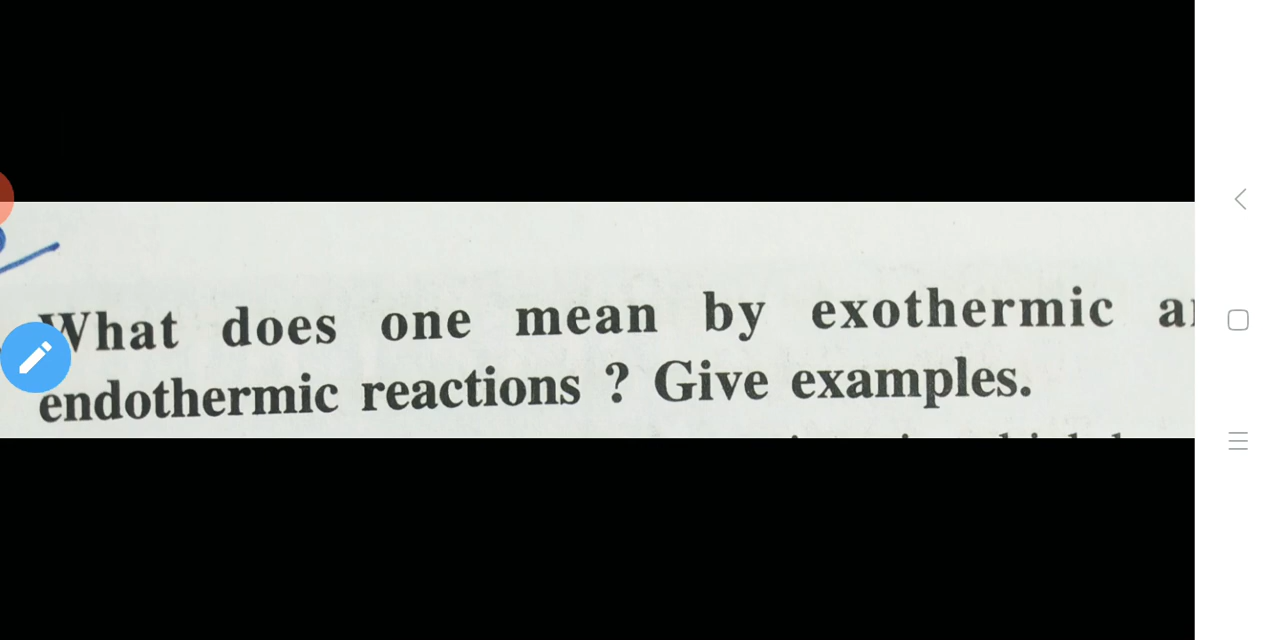 What does one mean by exothermic
endothermic reactions ? Give examples.